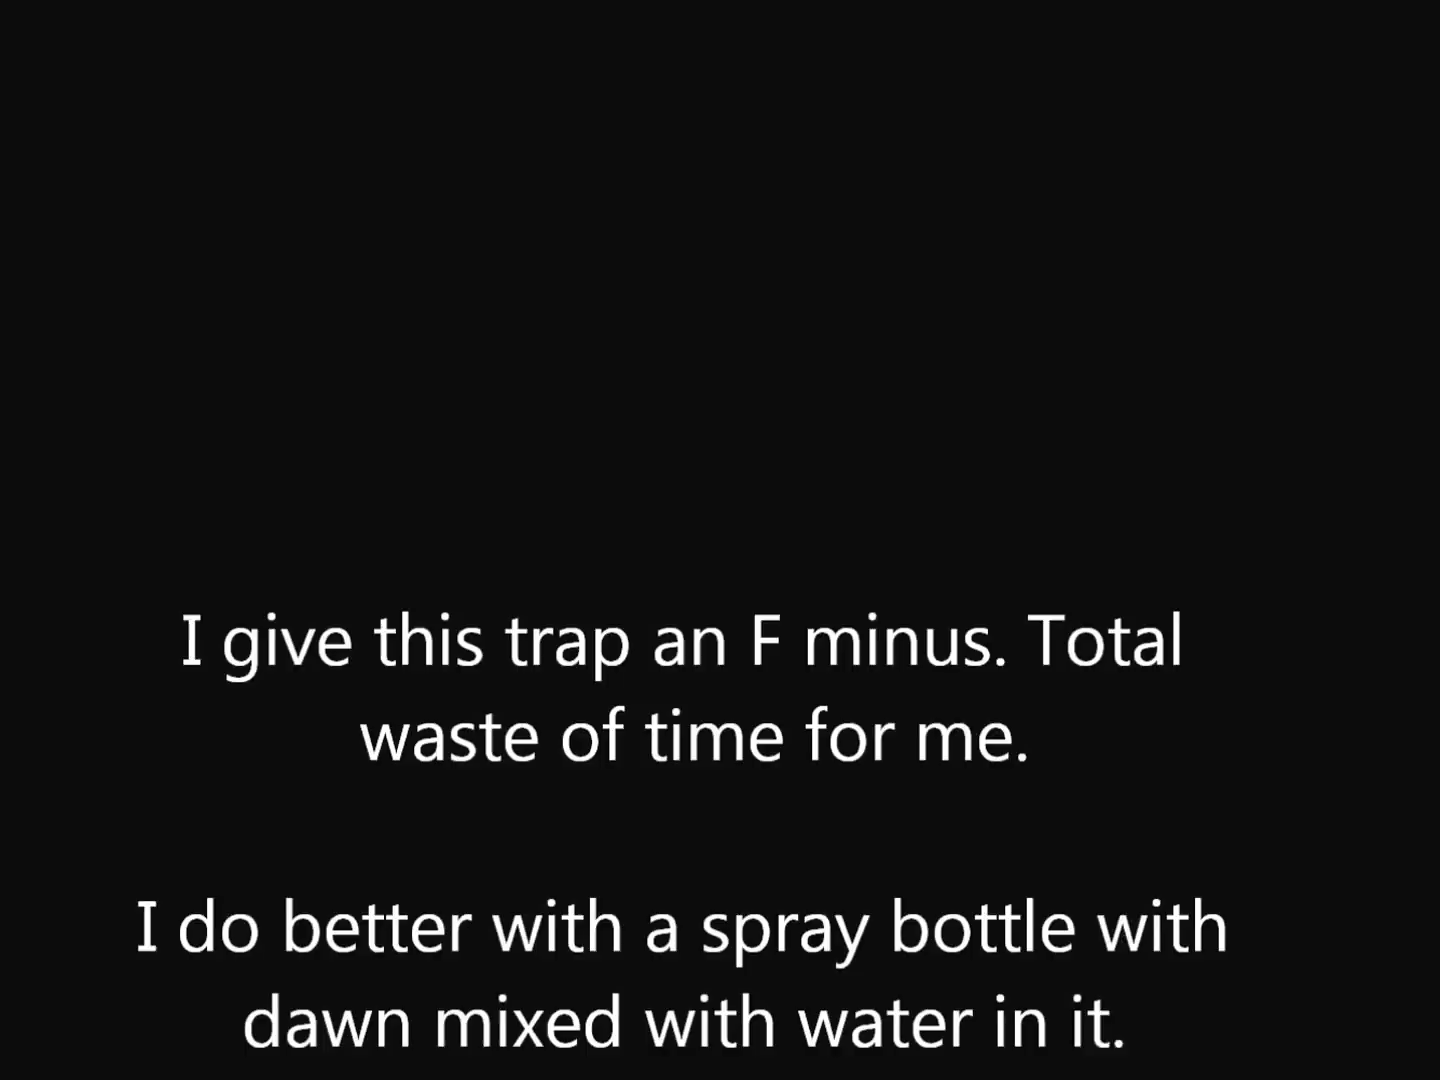 I give this trap an F minus. Total
waste of time for me.
I do better with a spray bottle with
dawn mixed with water in it.